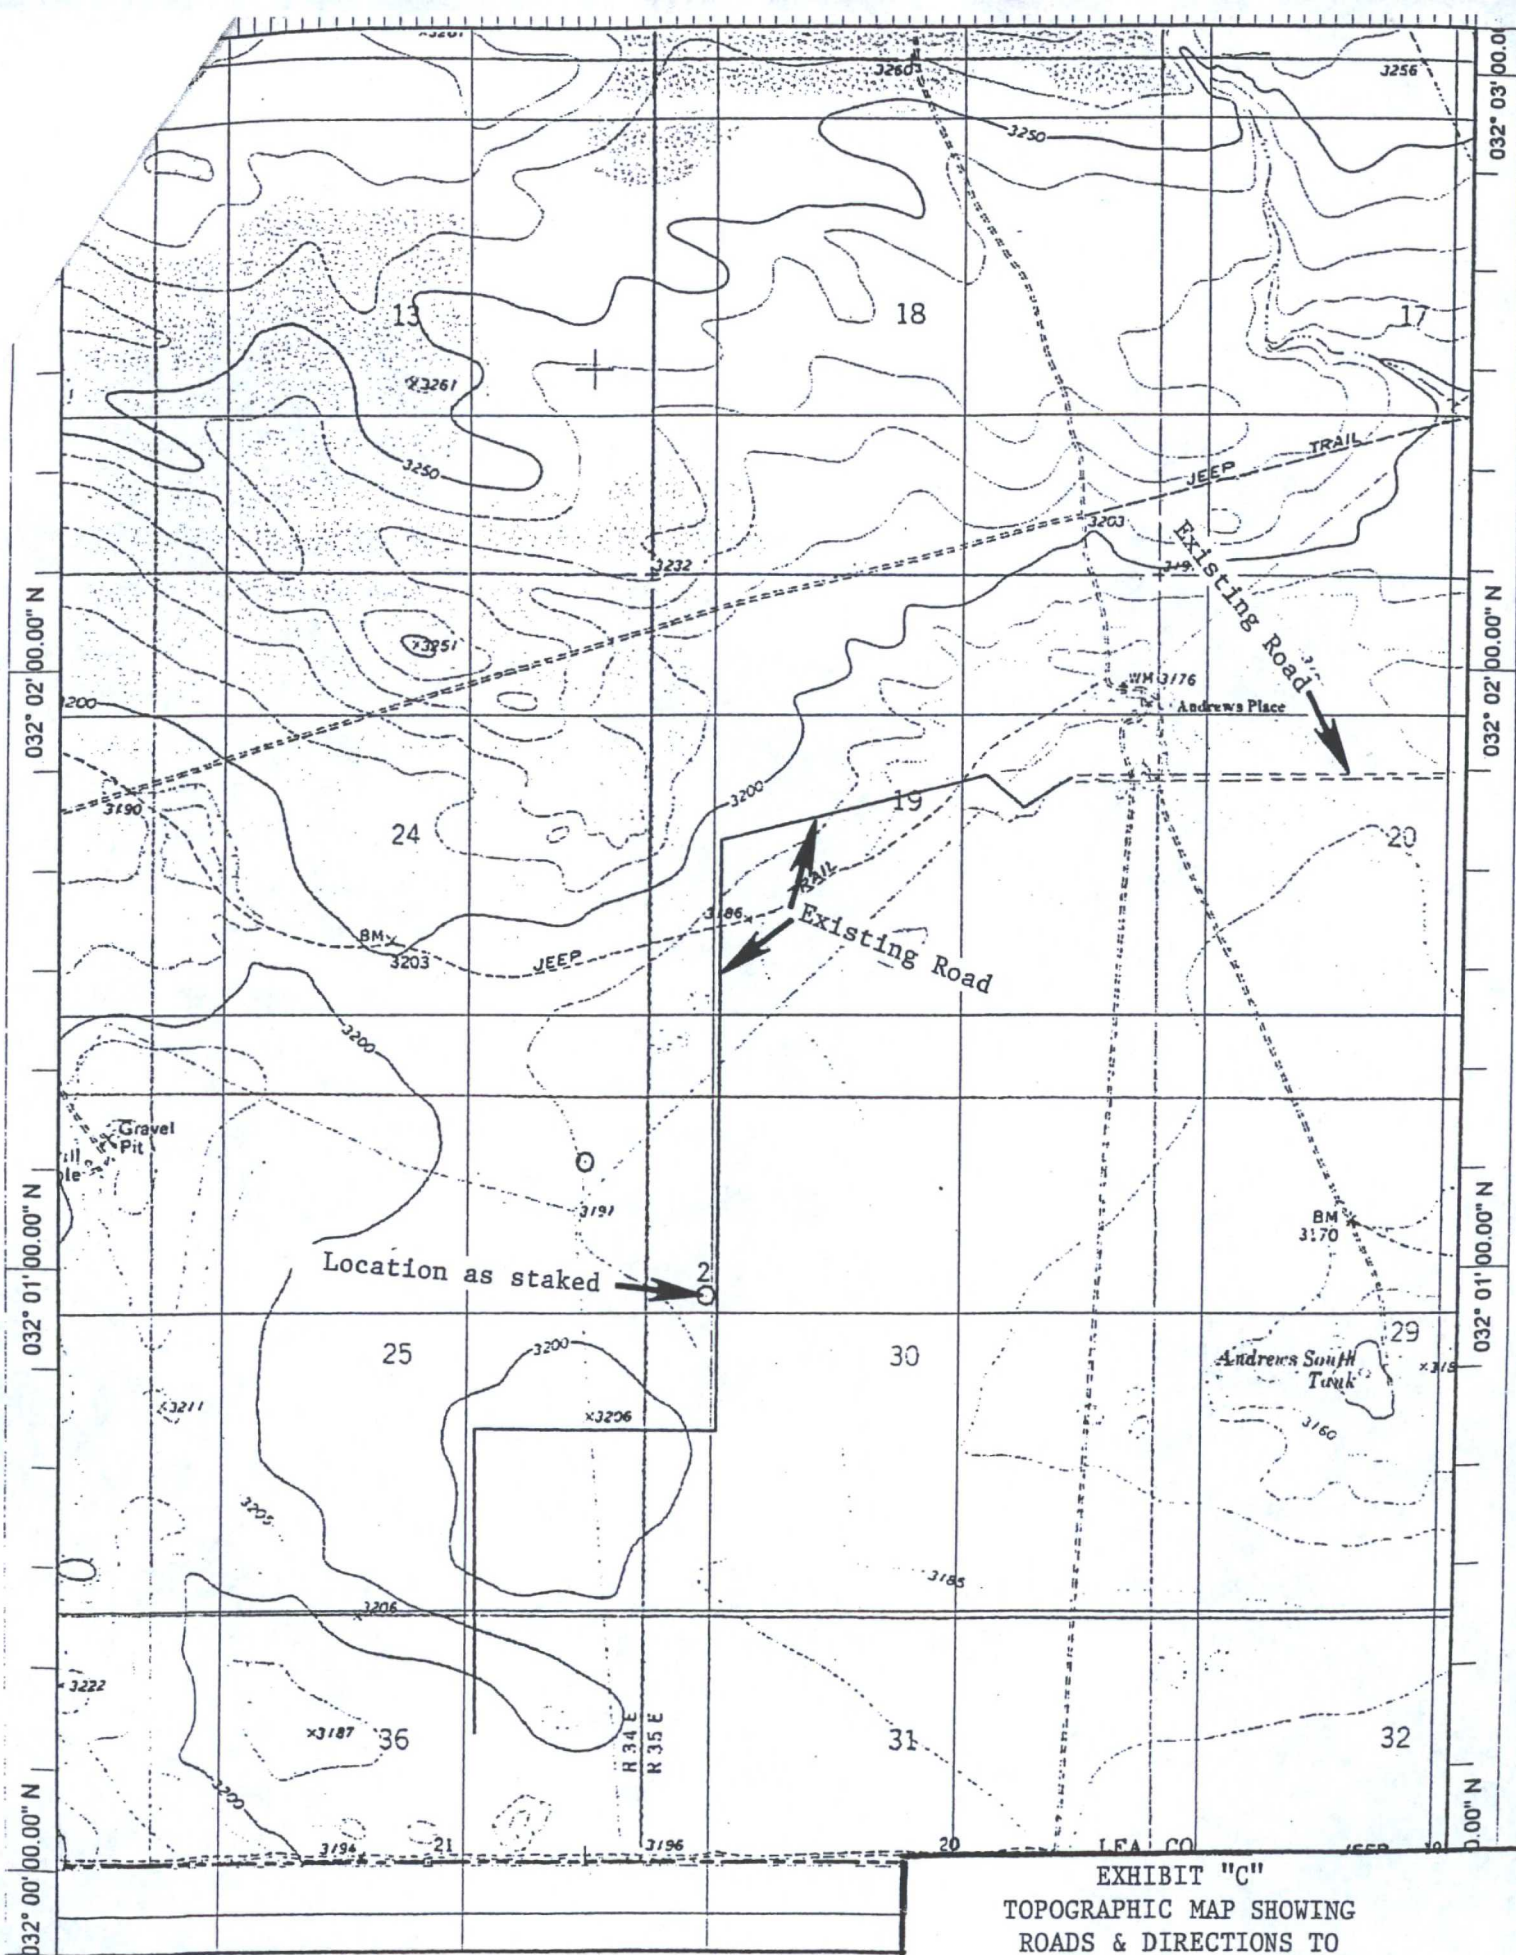 3260
3256
032° 03' 00.0
3250
13
18
17
3261
3250
JEEP TRAIL
3203
3232
Existing Road
3251
032° 02' 00.00" N
032° 02' 00.00" N
WM 3176
Andrews Place
3200
3200
3190
19
24
20
TRAIL
3186
Existing Road
BM
3203
JEEP
3200
Gravel
Pit
3191
BM
3170
Location as staked
2
032° 01' 00.00" N
032° 01' 00.00" N
25
3200
30
29
Andrews South
Tank
3206
3211
3160
3205
3185
3206
3222
3187
36
R 34 E
R 35 E
31
32
3200
032° 00' 00.00" N
0.00" N
3194
21
3196
20
LEA CO
JEEP
EXHIBIT "C"
TOPOGRAPHIC MAP SHOWING
ROADS & DIRECTIONS TO